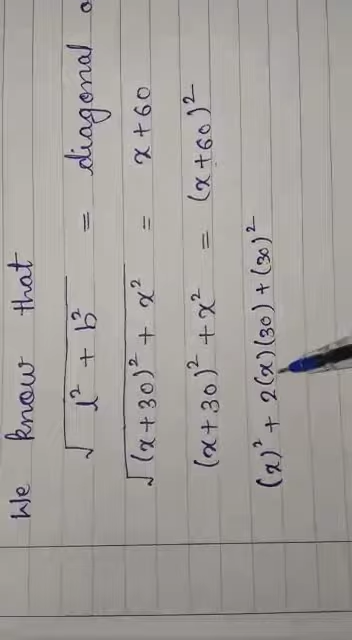 We know that
√(l² + b²) = diagonal
√((x+30)² + x²) = x+60
(x+30)² + x² = (x+60)²
(x)² + 2(x)(30) + (30)²